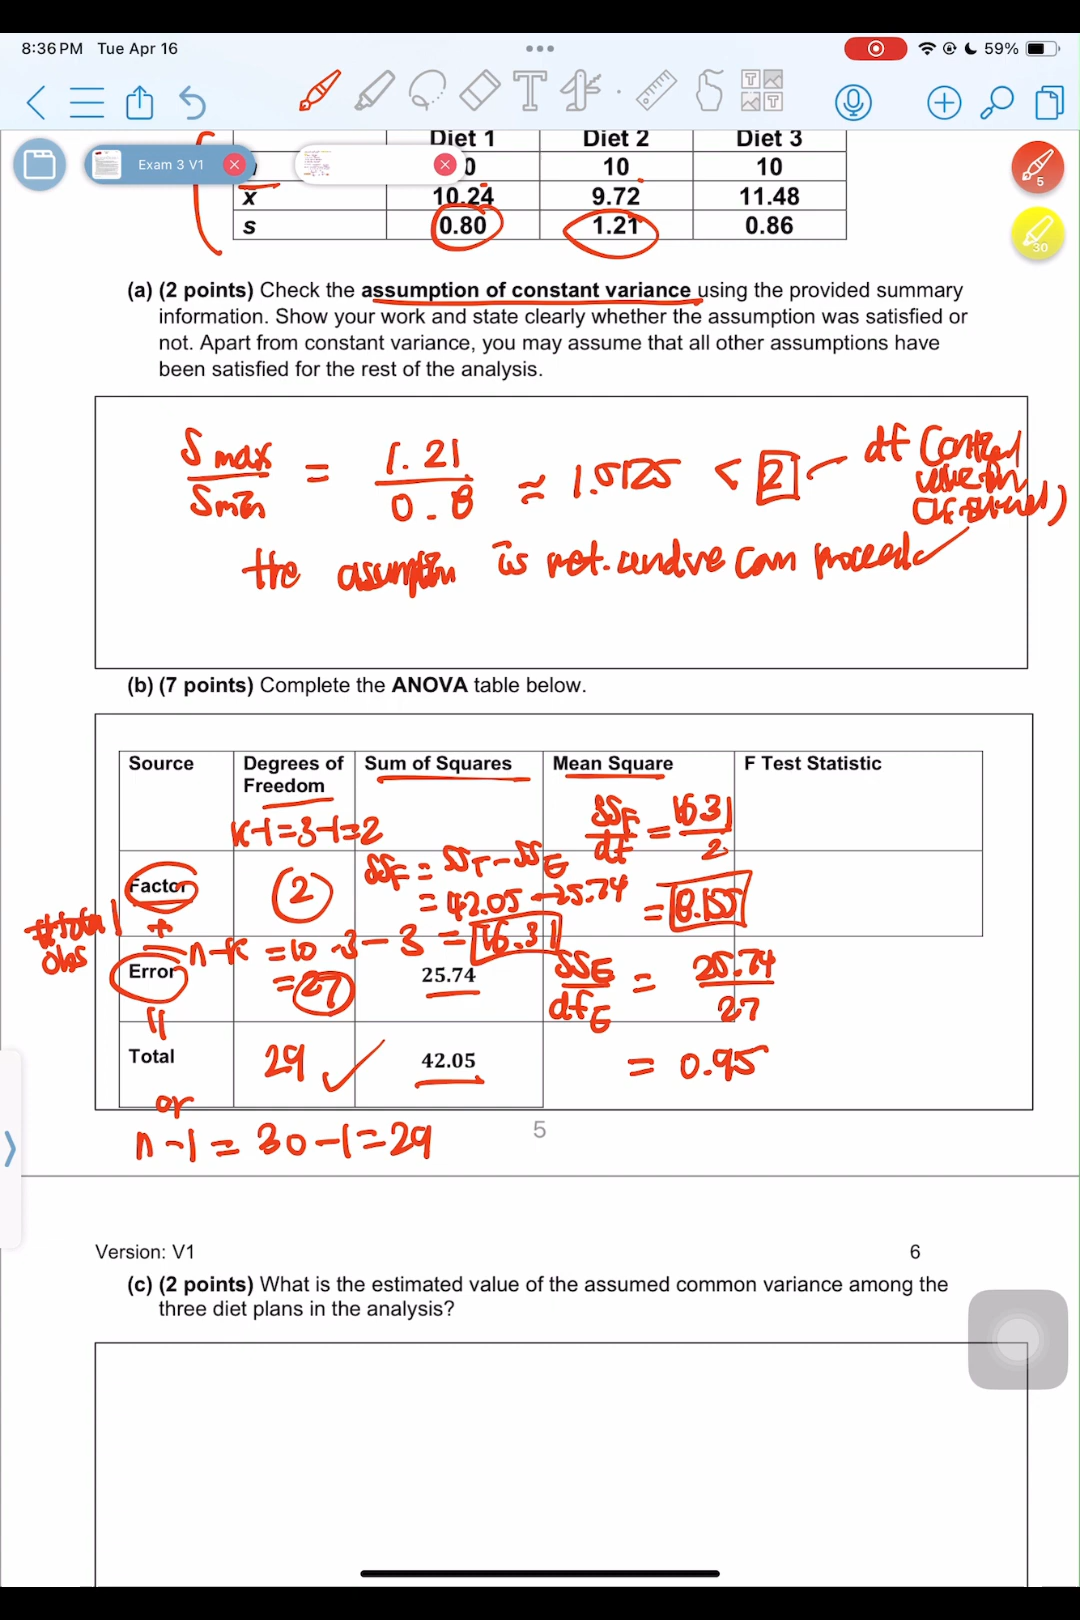 8:36 PM Tue Apr 16
59%
Exam 3 V1
5
30
Diet 1 Diet 2 Diet 3
0 10 10
x̄ 10.24 9.72 11.48
s 0.80 1.21 0.86
(a) (2 points) Check the assumption of constant variance using the provided summary
information. Show your work and state clearly whether the assumption was satisfied or
not. Apart from constant variance, you may assume that all other assumptions have
been satisfied for the rest of the analysis.
S max / S min = 1.21 / 0.8 ≈ 1.5125 < 2
the assumption is met. and we can proceed
(b) (7 points) Complete the ANOVA table below.
Source Degrees of Freedom Sum of Squares Mean Square F Test Statistic
k-1=3-1=2
SSF / df = 16.31 / 2
= 8.155
Factor 2 SSF = SST - SSE
= 42.05 - 25.74
= 16.31
+
# total obs
n-k = 10·3-3
= 27
Error 25.74 SSE / dfE = 25.74 / 27
= 0.95
||
Total 29 ✓ 42.05
or
n-1 = 30-1=29
5
Version: V1 6
(c) (2 points) What is the estimated value of the assumed common variance among the
three diet plans in the analysis?